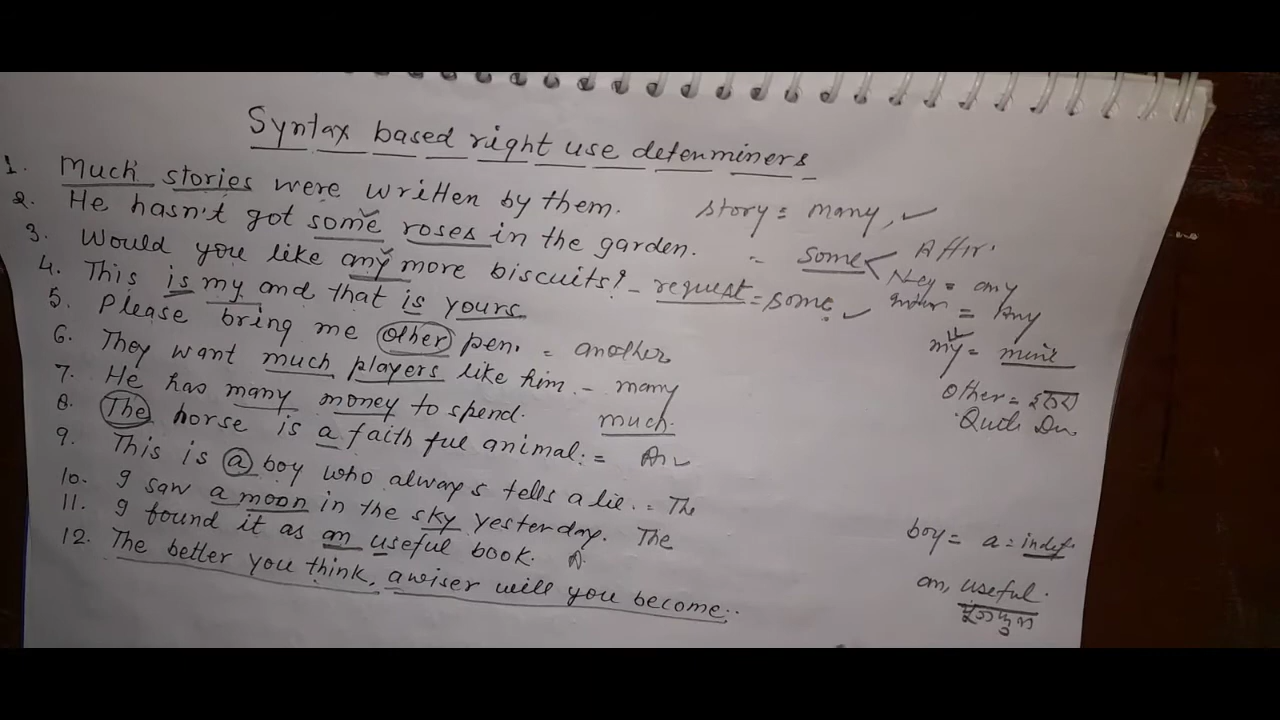 Syntax based right use determiners
1. Much stories were written by them. story = many,
2. He hasn't got some roses in the garden. - some < Affir.
3. Would you like any more biscuits? - request = some Neg = any
4. This is my and that is yours = Any
5. Please bring me other pen. = another my = mine
6. They want much players like him. - many other =
7. He has many money to spend. much.
8. The horse is a faithful animal. = A
9. This is a boy who always tells a lie. = The
10. I saw a moon in the sky yesterday. The boy = a = indef.
11. I found it as an useful book. A an, useful.
12. The better you think, a wiser will you become..